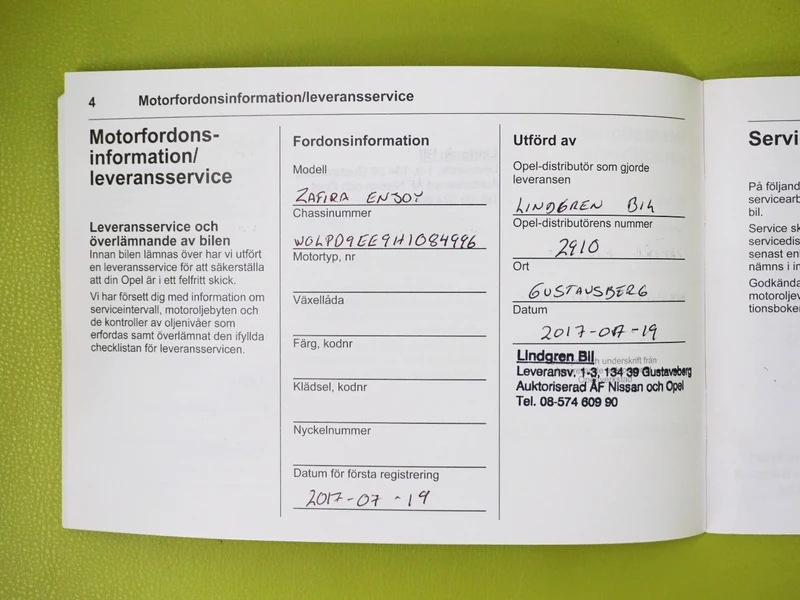 4 Motorfordonsinformation/leveransservice
Motorfordons-
information/
leveransservice
Leveransservice och
överlämnande av bilen
Innan bilen lämnas över har vi utfört
en leveransservice för att säkerställa
att din Opel är i ett felfritt skick.
Vi har försett dig med information om
serviceintervall, motoroljebyten och
de kontroller av oljenivåer som
erfordas samt överlämnat den ifyllda
checklistan för leveransservicen.
Fordonsinformation
Modell
ZAFIRA ENJOY
Chassinummer
W0LPD9EE9H1084996
Motortyp, nr
Växellåda
Färg, kodnr
Klädsel, kodnr
Nyckelnummer
Datum för första registrering
2017-07-19
Utförd av
Opel-distributör som gjorde
leveransen
LINDGREN BIL
Opel-distributörens nummer
2910
Ort
GUSTAVSBERG
Datum
2017-07-19
och underskrift från
Lindgren Bil
Leveransv. 1-3, 134 39 Gustavsberg
Auktoriserad ÅF Nissan och Opel
Tel. 08-574 609 90
Servi
På följand
servicearb
bil.
Service sk
servicedis
senast en
nämns i in
Godkända
motoroljev
tionsboken